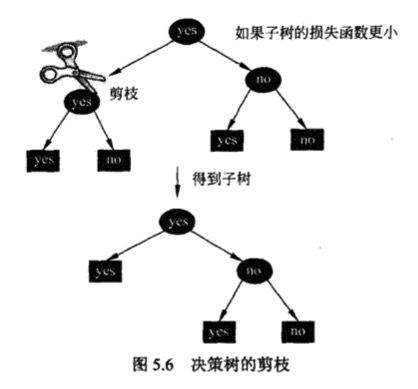 yes
如果子树的损失函数更小
剪枝
yes
no
yes
no
yes
no
得到子树
yes
yes
no
yes
no
图 5.6 决策树的剪枝